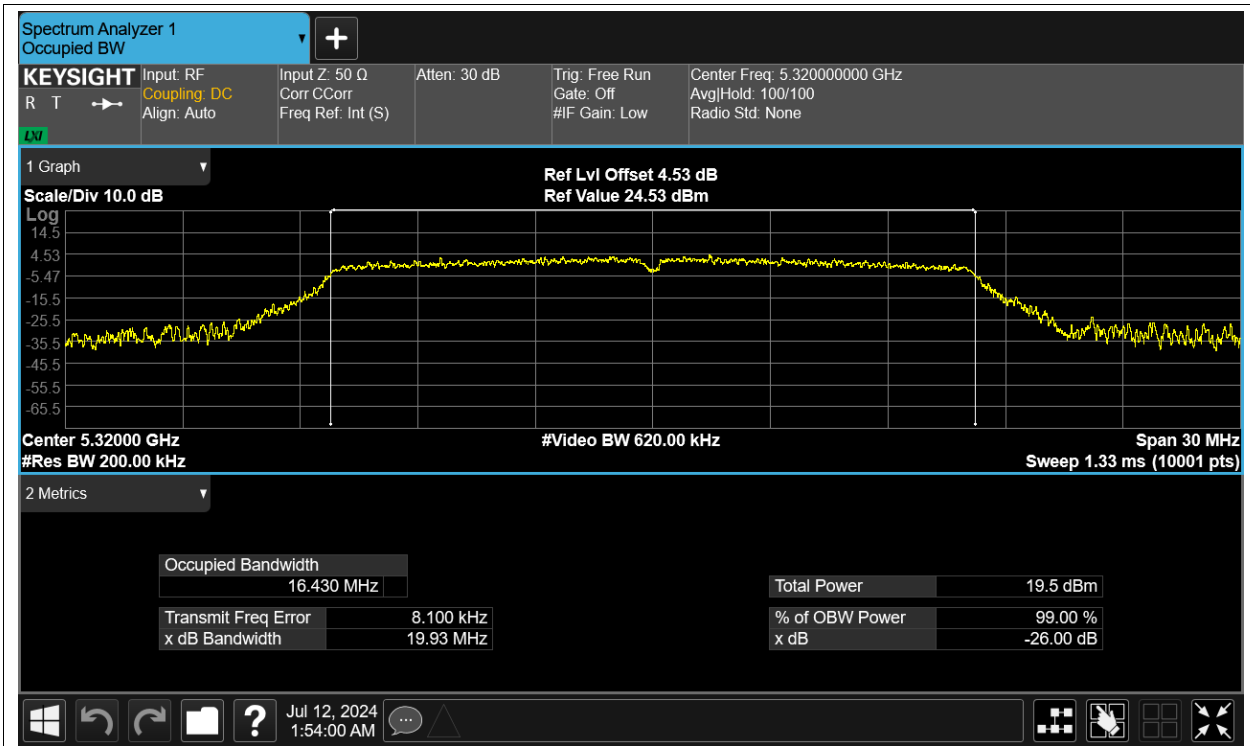 Spectrum Analyzer 1
Occupied BW
KEYSIGHT
R T
LXI
Input: RF
Coupling: DC
Align: Auto
Input Z: 50 Ω
Corr CCorr
Freq Ref: Int (S)
Atten: 30 dB
Trig: Free Run
Gate: Off
#IF Gain: Low
Center Freq: 5.320000000 GHz
Avg|Hold: 100/100
Radio Std: None
1 Graph
Scale/Div 10.0 dB
Ref Lvl Offset 4.53 dB
Ref Value 24.53 dBm
Log
14.5
4.53
-5.47
-15.5
-25.5
-35.5
-45.5
-55.5
-65.5
Center 5.32000 GHz
#Video BW 620.00 kHz
Span 30 MHz
#Res BW 200.00 kHz
Sweep 1.33 ms (10001 pts)
2 Metrics
Occupied Bandwidth
16.430 MHz
Total Power 19.5 dBm
Transmit Freq Error 8.100 kHz
% of OBW Power 99.00 %
x dB Bandwidth 19.93 MHz
x dB -26.00 dB
?
Jul 12, 2024
1:54:00 AM